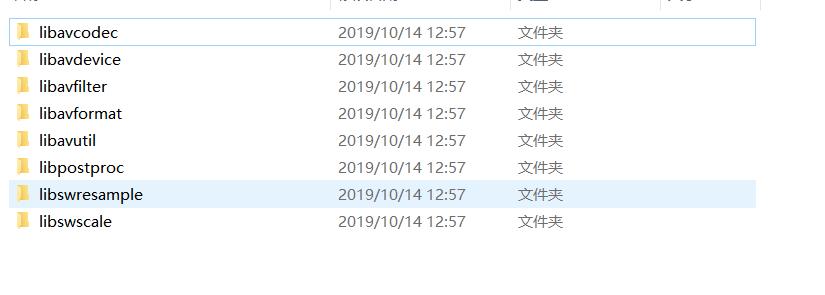 libavcodec 2019/10/14 12:57 文件夹
libavdevice 2019/10/14 12:57 文件夹
libavfilter 2019/10/14 12:57 文件夹
libavformat 2019/10/14 12:57 文件夹
libavutil 2019/10/14 12:57 文件夹
libpostproc 2019/10/14 12:57 文件夹
libswresample 2019/10/14 12:57 文件夹
libswscale 2019/10/14 12:57 文件夹